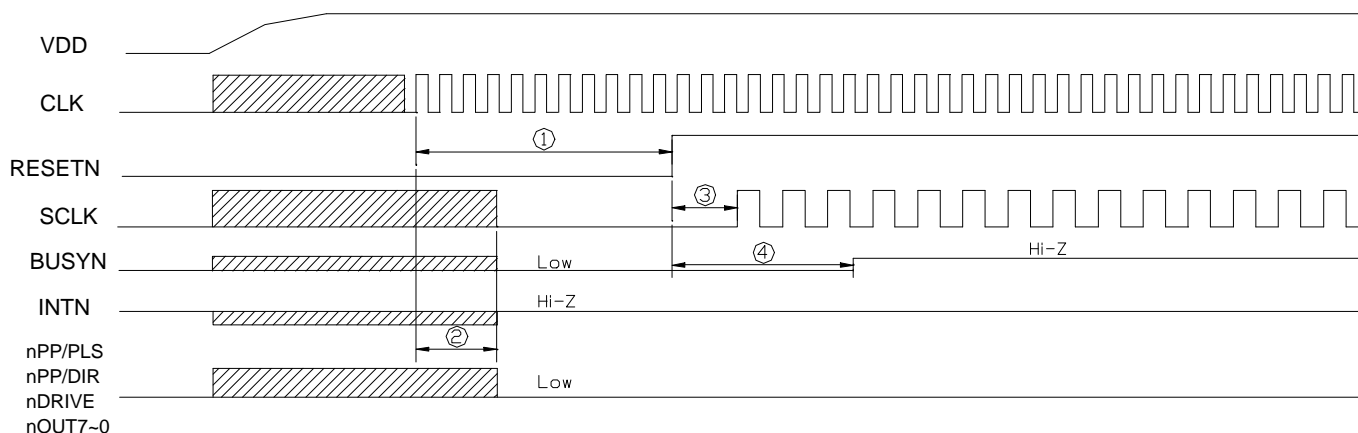 VDD
CLK
①
RESETN
③
SCLK
④
Hi-Z
BUSYN
Low
INTN
Hi-Z
②
nPP/PLS
nPP/DIR
Low
nDRIVE
nOUT7~0